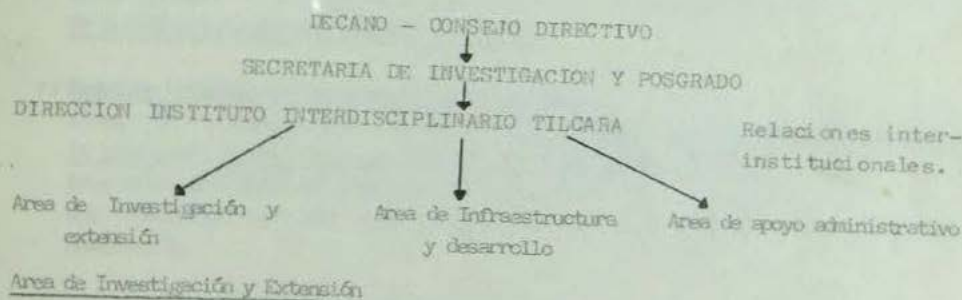 DECANO – CONSEJO DIRECTIVO
SECRETARIA DE INVESTIGACION Y POSGRADO
DIRECCION INSTITUTO INTERDISCIPLINARIO TILCARA
Relaciones inter-
institucionales.
Area de Investigación y
extensión
Area de Infraestructura
y desarrollo
Area de apoyo administrativo
Area de Investigación y Extensión